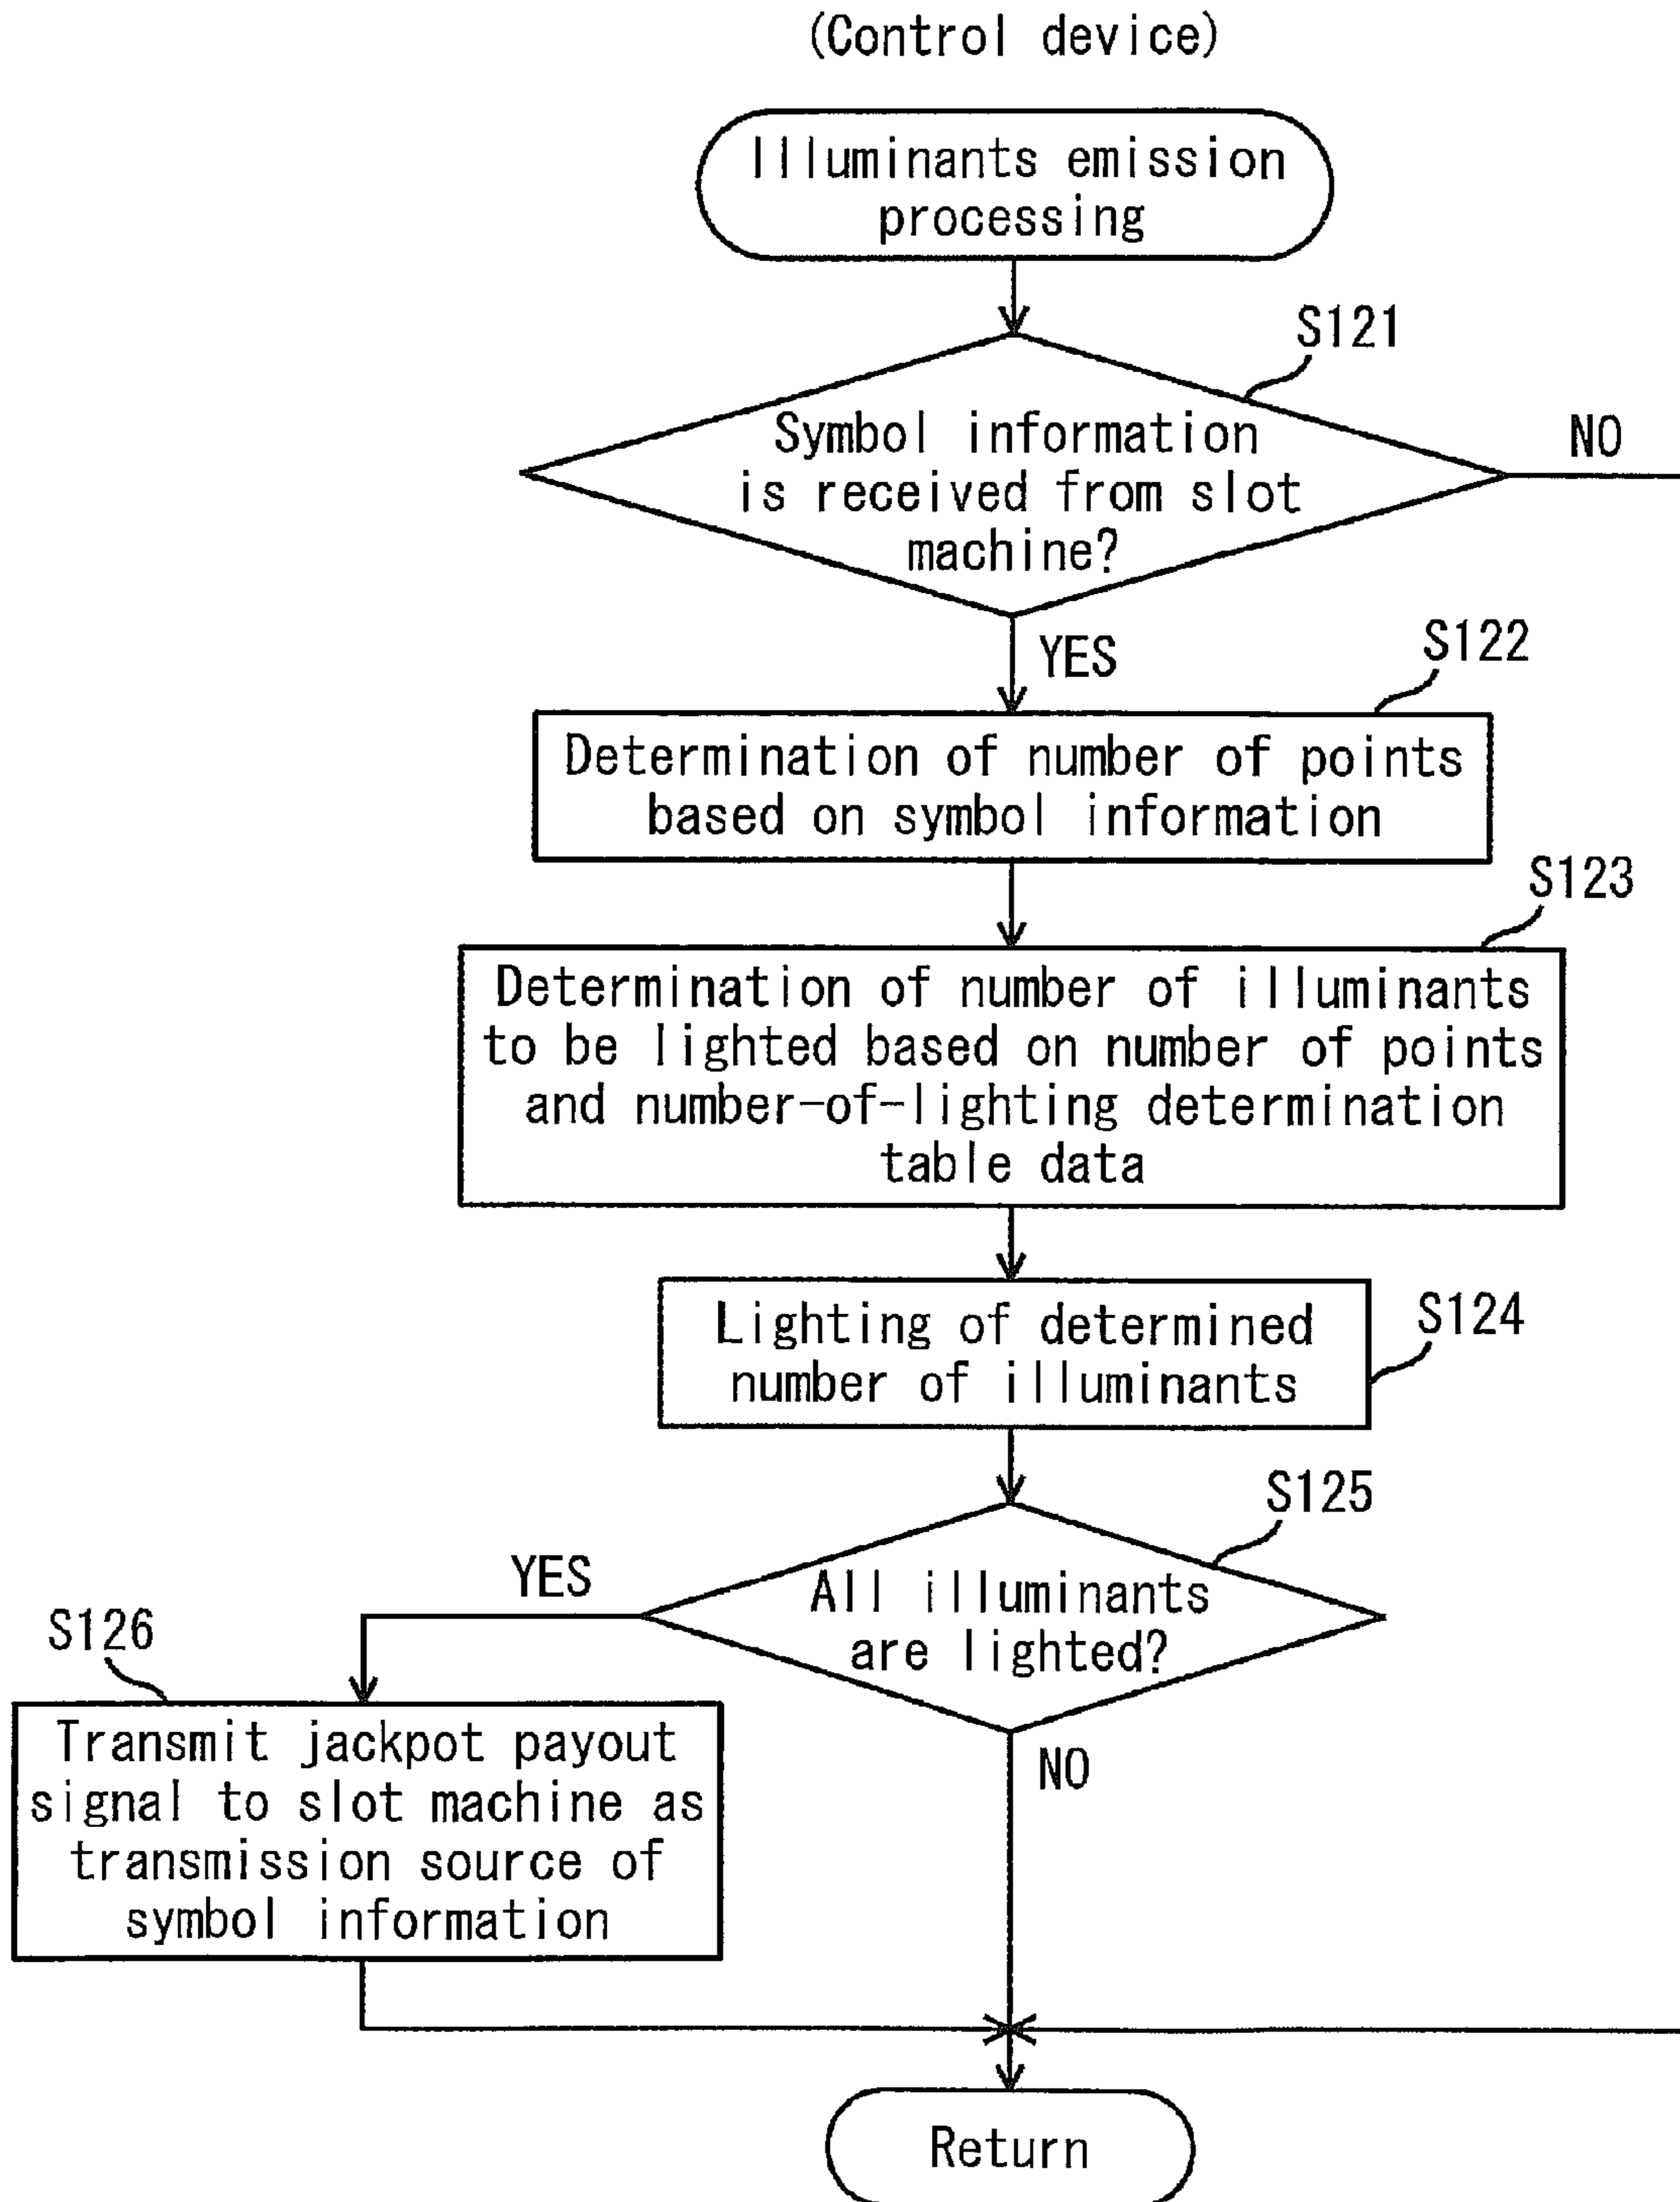 (Control device)
Illuminants emission
processing
S121
Symbol information
is received from slot
machine?
NO
YES
S122
Determination of number of points
based on symbol information
S123
Determination of number of illuminants
to be lighted based on number of points
and number-of-lighting determination
table data
Lighting of determined
number of illuminants
S124
S125
All illuminants
are lighted?
YES
NO
S126
Transmit jackpot payout
signal to slot machine as
transmission source of
symbol information
Return